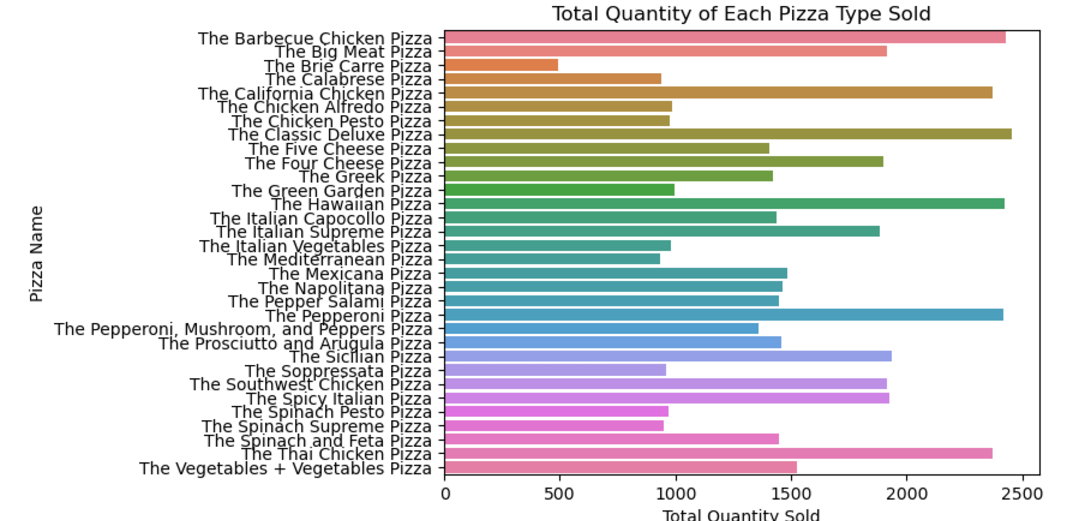 Total Quantity of Each Pizza Type Sold
The Barbecue Chicken Pizza
The Big Meat Pizza
The Brie Carre Pizza
The Calabrese Pizza
The California Chicken Pizza
The Chicken Alfredo Pizza
The Chicken Pesto Pizza
The Classic Deluxe Pizza
The Five Cheese Pizza
The Four Cheese Pizza
The Greek Pizza
The Green Garden Pizza
The Hawaiian Pizza
The Italian Capocollo Pizza
The Italian Supreme Pizza
The Italian Vegetables Pizza
The Mediterranean Pizza
The Mexicana Pizza
The Napolitana Pizza
The Pepper Salami Pizza
The Pepperoni Pizza
The Pepperoni, Mushroom, and Peppers Pizza
The Prosciutto and Arugula Pizza
The Sicilian Pizza
The Soppressata Pizza
The Southwest Chicken Pizza
The Spicy Italian Pizza
The Spinach Pesto Pizza
The Spinach Supreme Pizza
The Spinach and Feta Pizza
The Thai Chicken Pizza
The Vegetables + Vegetables Pizza
Pizza Name
0 500 1000 1500 2000 2500
Total Quantity Sold